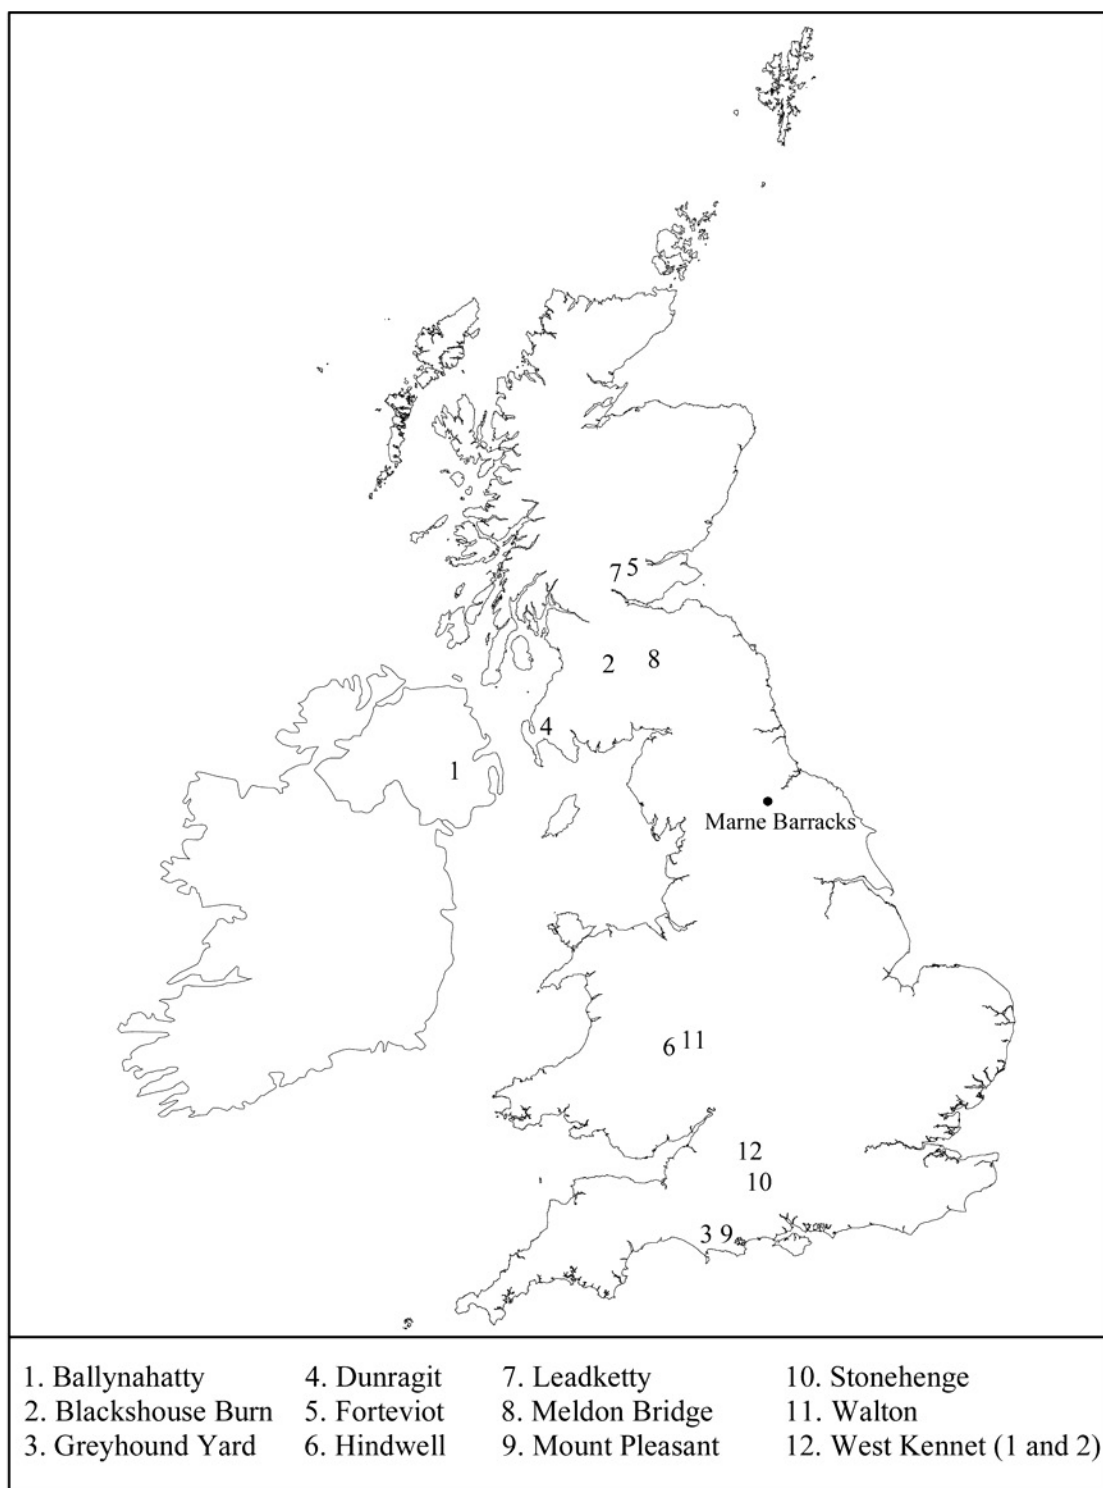 7 5
2 8
4
1
Marne Barracks
6 11
12
10
3 9
1. Ballynahatty 4. Dunragit 7. Leadketty 10. Stonehenge
2. Blackshouse Burn 5. Forteviot 8. Meldon Bridge 11. Walton
3. Greyhound Yard 6. Hindwell 9. Mount Pleasant 12. West Kennet (1 and 2)